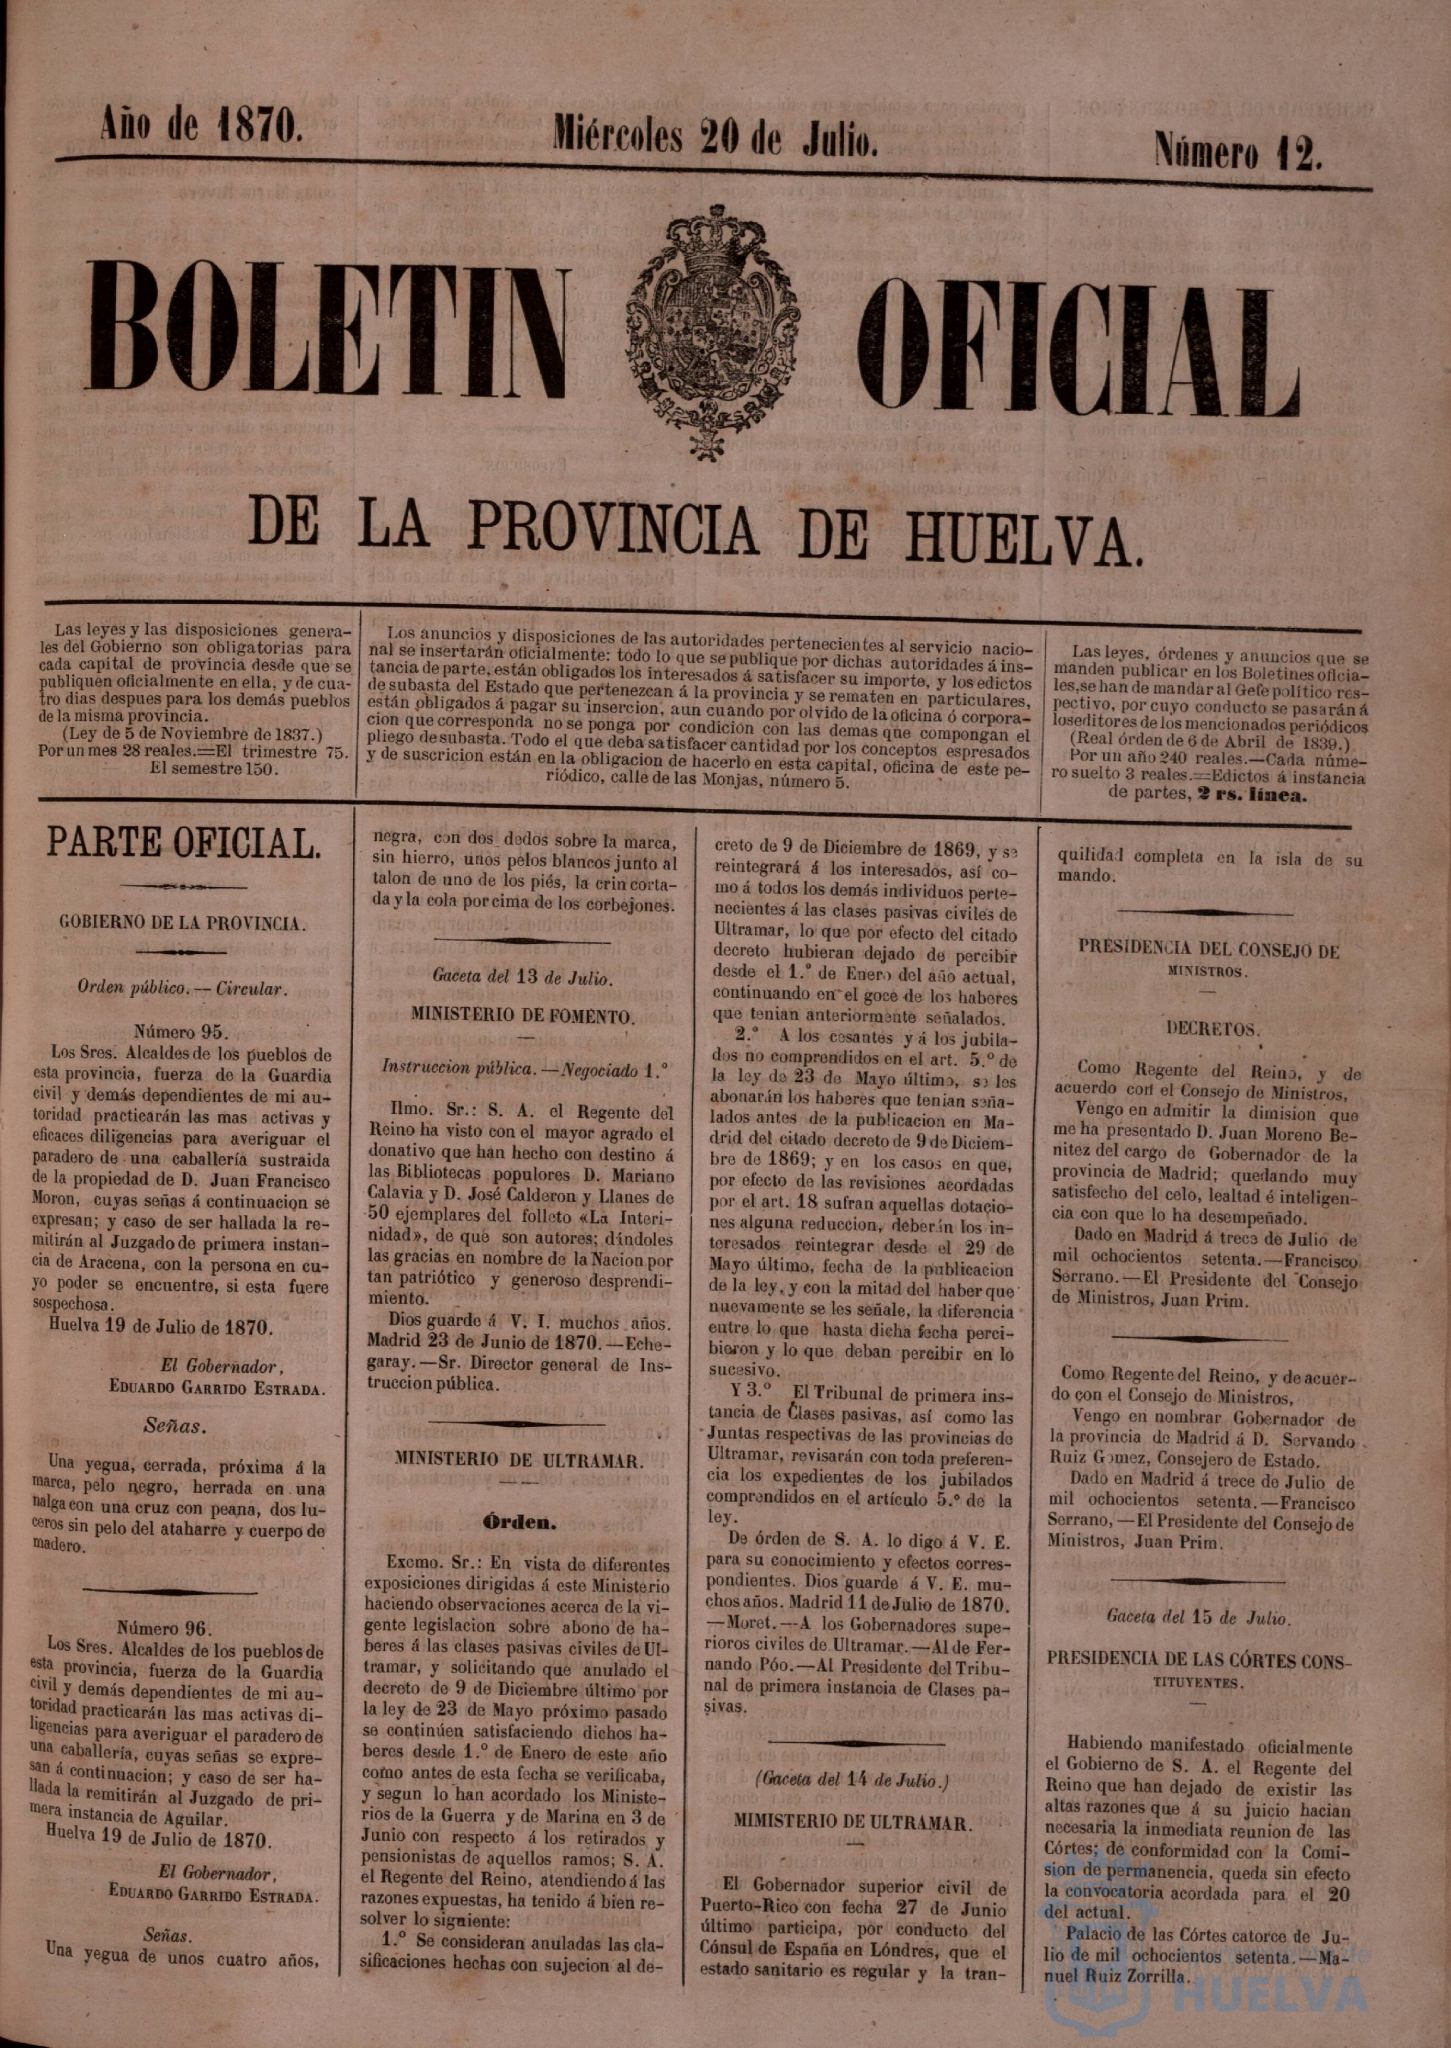 Año de 1870.
Miércoles 20 de Julio.
Número 12.
BOLETIN OFICIAL
DE LA PROVINCIA DE HUELVA.
Las leyes y las disposiciones genera-
les del Gobierno son obligatorias para
cada capital de provincia desde que se
publiquen oficialmente en ella, y de cua-
tro dias despues para los demás pueblos
de la misma provincia.
(Ley de 5 de Noviembre de 1837.)
Por un mes 28 reales.=El trimestre 75.
El semestre 150.
Los anuncios y disposiciones de las autoridades pertenecientes al servicio nacio-
nal se insertarán oficialmente: todo lo que se publique por dichas autoridades á ins-
tancia de parte, están obligados los interesados á satisfacer su importe, y los edictos
de subasta del Estado que pertenezcan á la provincia y se rematen en particulares,
están obligados á pagar su insercion, aun cuando por olvido de la oficina ó corpora-
cion que corresponda no se ponga por condicion con las demas que compongan el
pliego de subasta. Todo el que deba satisfacer cantidad por los conceptos espresados
y de suscricion están en la obligacion de hacerlo en esta capital, oficina de este pe-
riódico, calle de las Monjas, número 5.
Las leyes, órdenes y anuncios que se
manden publicar en los Boletines oficia-
les, se han de mandar al Gefe político res-
pectivo, por cuyo conducto se pasarán á
los editores de los mencionados periódicos
(Real órden de 6 de Abril de 1839.)
Por un año 240 reales.—Cada núme-
ro suelto 3 reales.=Edictos á instancia
de partes, 2 rs. línea.
PARTE OFICIAL.
GOBIERNO DE LA PROVINCIA.
Orden público.—Circular.
Número 95.
Los Sres. Alcaldes de los pueblos de
esta provincia, fuerza de la Guardia
civil y demás dependientes de mi au-
toridad practicarán las mas activas y
eficaces diligencias para averiguar el
paradero de una caballería sustraida
de la propiedad de D. Juan Francisco
Moron, cuyas señas á continuacion se
expresan; y caso de ser hallada la re-
mitirán al Juzgado de primera instan-
cia de Aracena, con la persona en cu-
yo poder se encuentre, si esta fuere
sospechosa.
Huelva 19 de Julio de 1870.
El Gobernador,
EDUARDO GARRIDO ESTRADA.
Señas.
Una yegua, cerrada, próxima á la
marca, pelo negro, herrada en una
nalga con una cruz con peana, dos lu-
ceros sin pelo del ataharre y cuerpo de
madero.
Número 96.
Los Sres. Alcaldes de los pueblos de
esta provincia, fuerza de la Guardia
civil y demás dependientes de mi au-
toridad practicarán las mas activas di-
ligencias para averiguar el paradero de
una caballería, cuyas señas se expre-
san á continuacion; y caso de ser ha-
llada la remitirán al Juzgado de pri-
mera instancia de Aguilar.
Huelva 19 de Julio de 1870.
El Gobernador,
EDUARDO GARRIDO ESTRADA.
Señas.
Una yegua de unos cuatro años,
negra, con dos dedos sobre la marca,
sin hierro, unos pelos blancos junto al
talon de uno de los piés, la crin corta-
da y la cola por cima de los corbejones.
Gaceta del 13 de Julio.
MINISTERIO DE FOMENTO.
Instruccion pública.—Negociado 1.º
Ilmo. Sr.: S. A. el Regente del
Reino ha visto con el mayor agrado el
donativo que han hecho con destino á
las Bibliotecas populores D. Mariano
Calavia y D. José Calderon y Llanes de
50 ejemplares del folleto «La Interi-
nidad», de que son autores; dándoles
las gracias en nombre de la Nacion por
tan patriótico y generoso desprendi-
miento.
Dios guarde á V. I. muchos años.
Madrid 23 de Junio de 1870.—Eche-
garay.—Sr. Director general de Ins-
truccion pública.
MINISTERIO DE ULTRAMAR.
Órden.
Excmo. Sr.: En vista de diferentes
exposiciones dirigidas á este Ministerio
haciendo observaciones acerca de la vi-
gente legislacion sobre abono de ha-
beres á las clases pasivas civiles de Ul-
tramar, y solicitando que anulado el
decreto de 9 de Diciembre último por
la ley de 23 de Mayo próximo pasado
se continúen satisfaciendo dichos ha-
beres desde 1.º de Enero de este año
como antes de esta fecha se verificaba,
y segun lo han acordado los Ministe-
rios de la Guerra y de Marina en 3 de
Junio con respecto á los retirados y
pensionistas de aquellos ramos; S. A.
el Regente del Reino, atendiendo á las
razones expuestas, ha tenido á bien re-
solver lo siguiente:
1.º Se consideran anuladas las cla-
sificaciones hechas con sujecion al de-
creto de 9 de Diciembre de 1869, y se
reintegrará á los interesados, así co-
mo á todos los demás individuos perte-
necientes á las clases pasivas civiles de
Ultramar, lo que por efecto del citado
decreto hubieran dejado de percibir
desde el 1.º de Enero del año actual,
continuando en el goce de los haberes
que tenian anteriormente señalados.
2.º A los cesantes y á los jubila-
dos no comprendidos en el art. 5.º de
la ley de 23 de Mayo último, se les
abonarán los haberes que tenian seña-
lados antes de la publicacion en Ma-
drid del citado decreto de 9 de Diciem-
bre de 1869; y en los casos en que,
por efecto de las revisiones acordadas
por el art. 18 sufran aquellas dotacio-
nes alguna reduccion, deberán los in-
teresados reintegrar desde el 29 de
Mayo último, fecha de la publicacion
de la ley, y con la mitad del haber que
nuevamente se les señale, la diferencia
entre lo que hasta dicha fecha perci-
bieron y lo que deban percibir en lo
sucesivo.
Y 3.º El Tribunal de primera ins-
tancia de Clases pasivas, así como las
Juntas respectivas de las provincias de
Ultramar, revisarán con toda preferen-
cia los expedientes de los jubilados
comprendidos en el artículo 5.º de la
ley.
De órden de S. A. lo digo á V. E.
para su conocimiento y efectos corres-
pondientes. Dios guarde á V. E. mu-
chos años. Madrid 11 de Julio de 1870.
—Moret.—A los Gobernadores supe-
rioros civiles de Ultramar.—Al de Fer-
nando Póo.—Al Presidente del Tribu-
nal de primera instancia de Clases pa-
sivas.
(Gaceta del 14 de Julio.)
MIMISTERIO DE ULTRAMAR.
El Gobernador superior civil de
Puerto-Rico con fecha 27 de Junio
último participa, por conducto del
Cónsul de España en Lóndres, que el
estado sanitario es regular y la tran-
quilidad completa en la isla de su
mando.
PRESIDENCIA DEL CONSEJO DE
MINISTROS.
DECRETOS.
Como Regente del Reino, y de
acuerdo con el Consejo de Ministros,
Vengo en admitir la dimision que
me ha presentado D. Juan Moreno Be-
nitez del cargo de Gobernador de la
provincia de Madrid; quedando muy
satisfecho del celo, lealtad é inteligen-
cia con que lo ha desempeñado.
Dado en Madrid á trece de Julio de
mil ochocientos setenta.—Francisco
Serrano.—El Presidente del Consejo
de Ministros, Juan Prim.
Como Regente del Reino, y de acuer-
do con el Consejo de Ministros,
Vengo en nombrar Gobernador de
la provincia de Madrid á D. Servando
Ruiz Gomez, Consejero de Estado.
Dado en Madrid á trece de Julio de
mil ochocientos setenta.—Francisco
Serrano,—El Presidente del Consejo de
Ministros, Juan Prim.
Gaceta del 15 de Julio.
PRESIDENCIA DE LAS CÓRTES CONS-
TITUYENTES.
Habiendo manifestado oficialmente
el Gobierno de S. A. el Regente del
Reino que han dejado de existir las
altas razones que á su juicio hacian
necesaria la inmediata reunion de las
Córtes; de conformidad con la Comi-
sion de permanencia, queda sin efecto
la convocatoria acordada para el 20
del actual.
Palacio de las Córtes catorce de Ju-
lio de mil ochocientos setenta.—Ma-
nuel Ruiz Zorrilla.
HUELVA